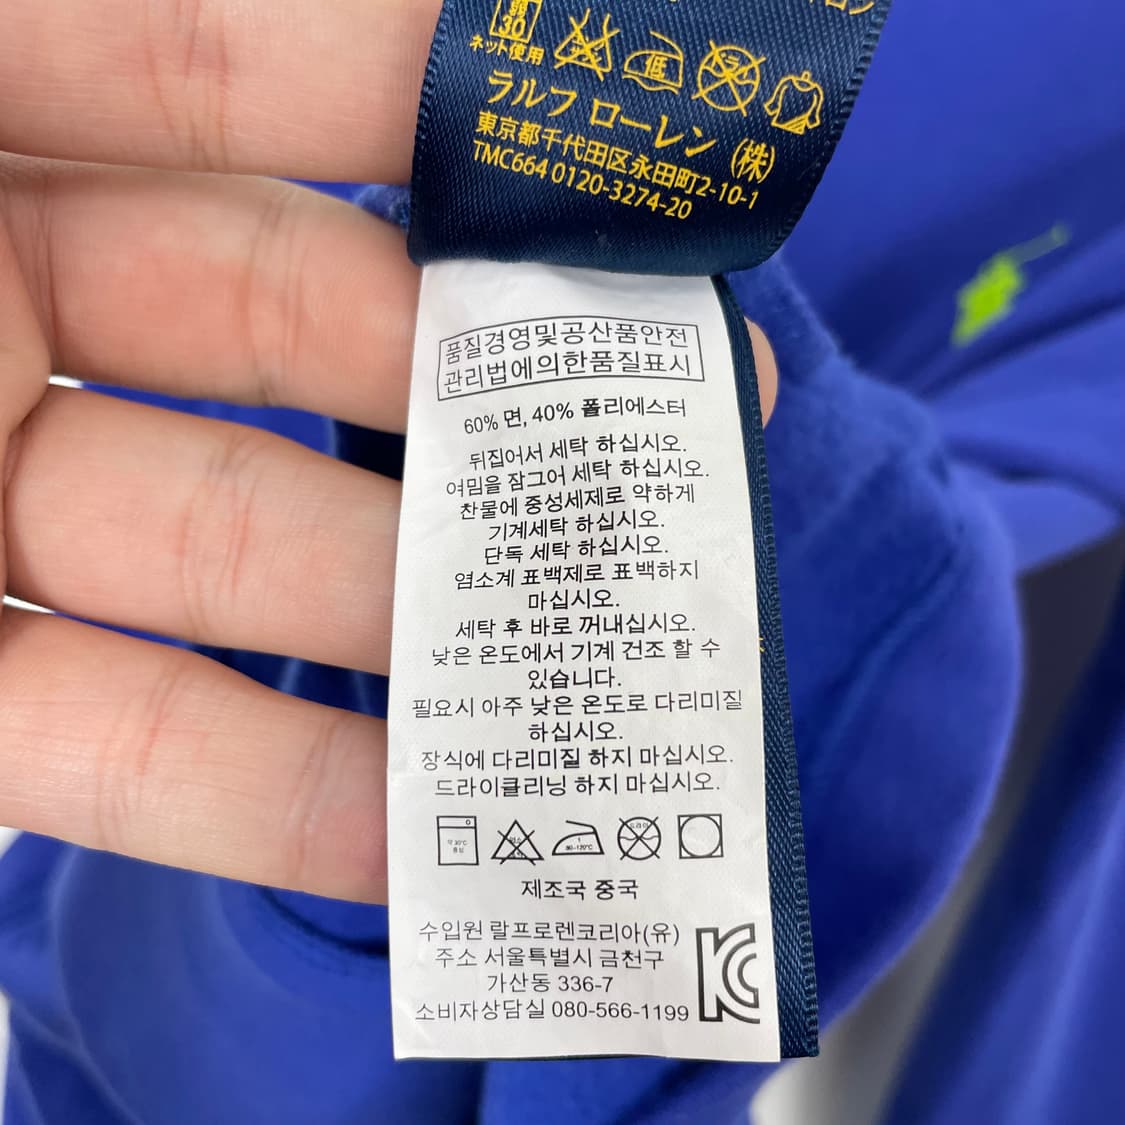 弱
30
ネット使用
低
ラルフ ローレン (株)
東京都千代田区永田町2-10-1
TMC664 0120-3274-20
품질경영및공산품안전
관리법에의한품질표시
60% 면, 40% 폴리에스터
뒤집어서 세탁 하십시오.
여밈을 잠그어 세탁 하십시오.
찬물에 중성세제로 약하게
기계세탁 하십시오.
단독 세탁 하십시오.
염소계 표백제로 표백하지
마십시오.
세탁 후 바로 꺼내십시오.
낮은 온도에서 기계 건조 할 수
있습니다.
필요시 아주 낮은 온도로 다리미질
하십시오.
장식에 다리미질 하지 마십시오.
드라이클리닝 하지 마십시오.
약 30℃
중성
1
80~120℃
드라이
제조국 중국
수입원 랄프로렌코리아(유)
주소 서울특별시 금천구
가산동 336-7
소비자상담실 080-566-1199